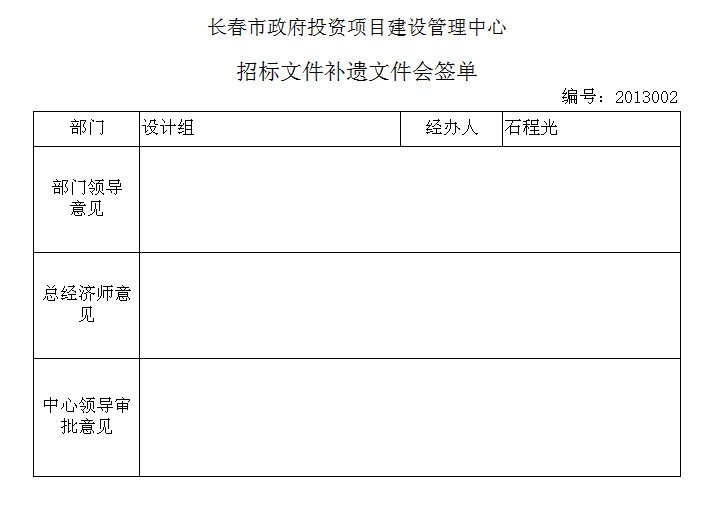 长春市政府投资项目建设管理中心
招标文件补遗文件会签单
编号：2013002
部门 设计组 经办人 石程光
部门领导
意见
总经济师意
见
中心领导审
批意见